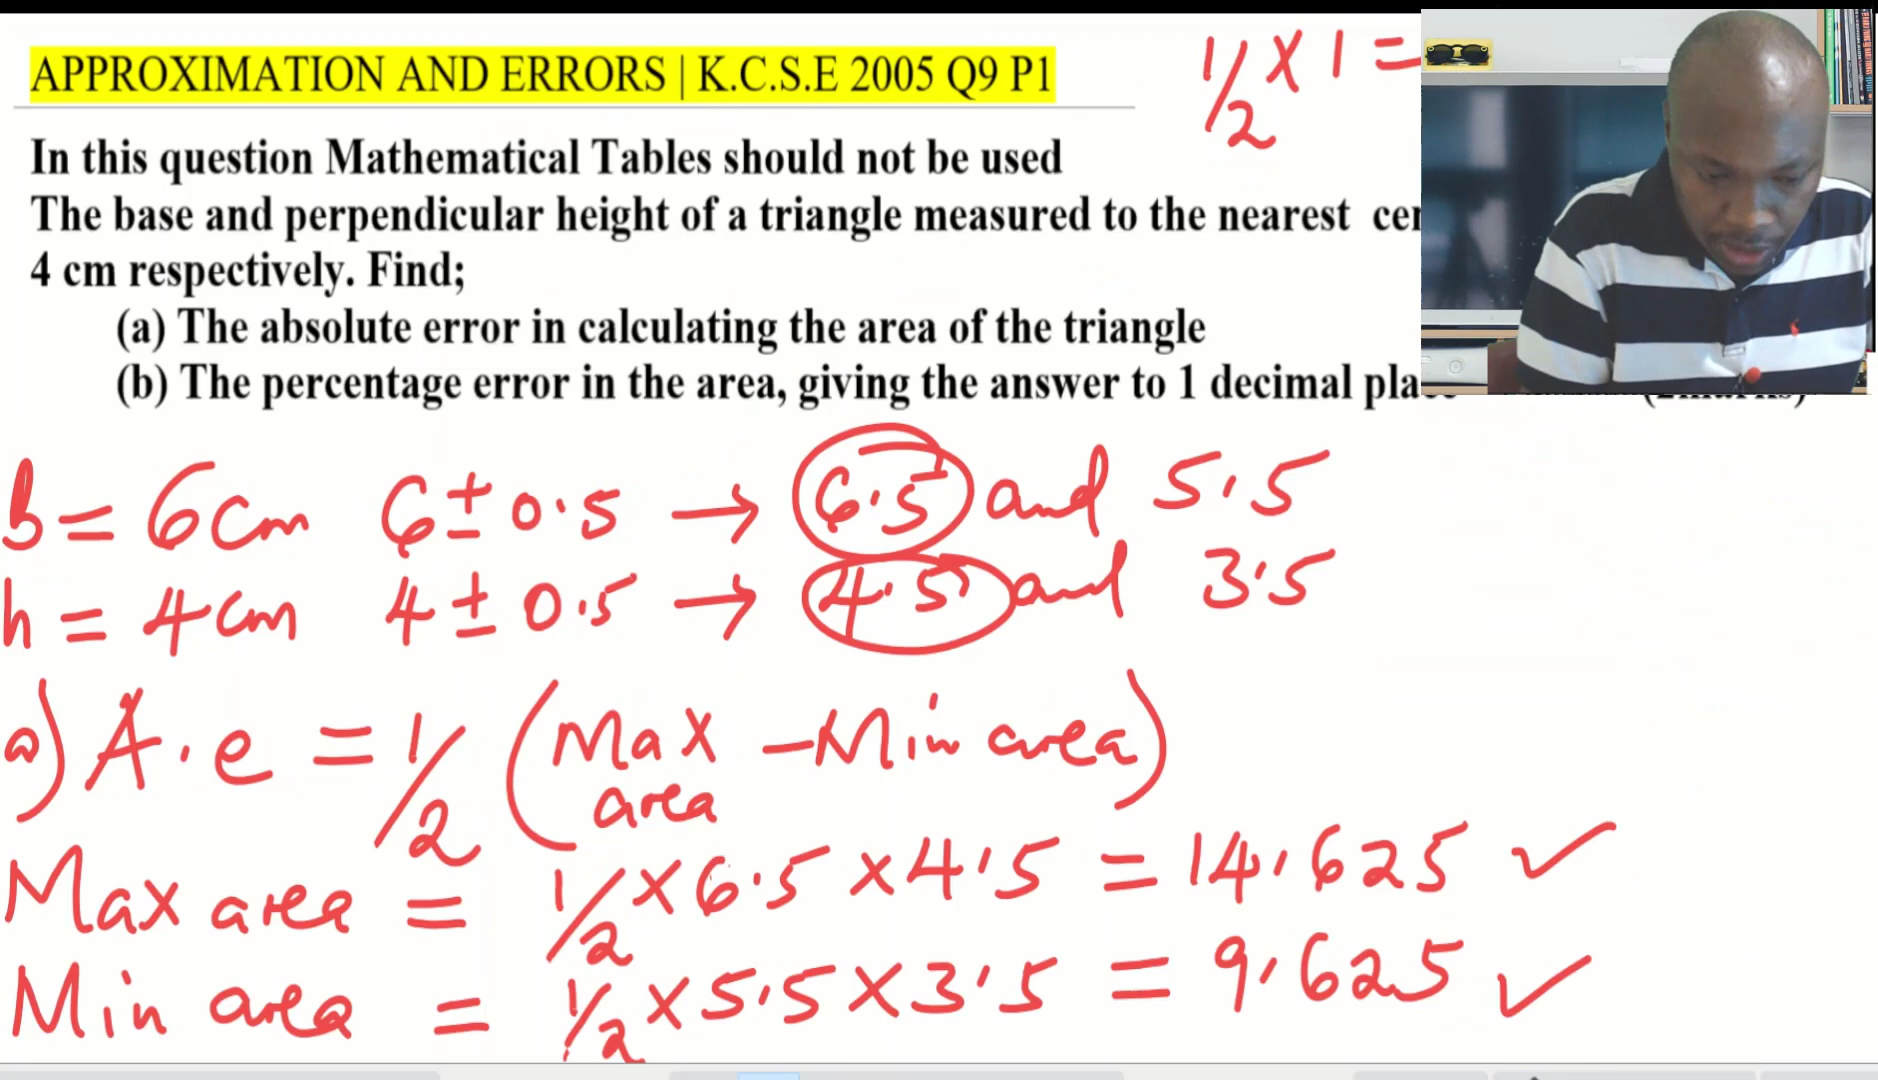 APPROXIMATION AND ERRORS | K.C.S.E 2005 Q9 P1
1/2 × 1 =
In this question Mathematical Tables should not be used
The base and perpendicular height of a triangle measured to the nearest
4 cm respectively. Find;
(a) The absolute error in calculating the area of the triangle
(b) The percentage error in the area, giving the answer to 1 decimal
b = 6cm 6 ± 0.5 → 6.5 and 5.5
h = 4cm 4 ± 0.5 → 4.5 and 3.5
a) A.e = 1/2 (Max area - Min area)
Max area = 1/2 × 6.5 × 4.5 = 14.625 ✓
Min area = 1/2 × 5.5 × 3.5 = 9.625 ✓